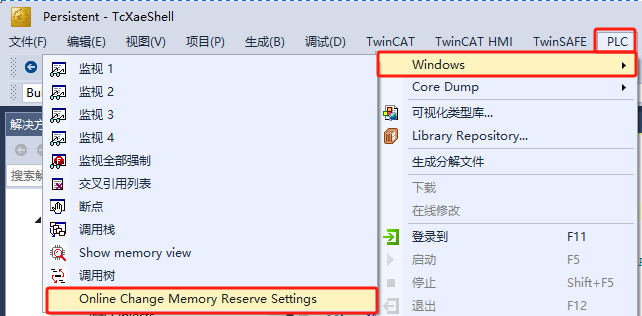 Persistent - TcXaeShell
文件(F) 编辑(E) 视图(V) 项目(P) 生成(B) 调试(D) TwinCAT TwinCAT HMI TwinSAFE PLC
Bu
解决方
搜索解
监视 1
监视 2
监视 3
监视 4
监视全部强制
交叉引用列表
断点
调用栈
Show memory view
调用树
Online Change Memory Reserve Settings
Windows
Core Dump
可视化类型库...
Library Repository...
生成分解文件
下载
在线修改
登录到 F11
启动 F5
停止 Shift+F5
退出 F12